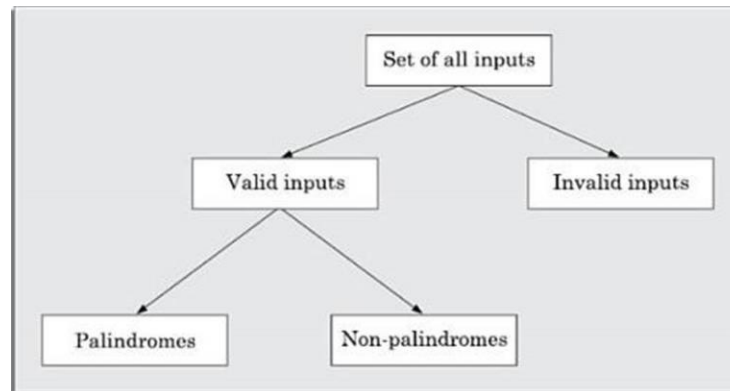 Set of all inputs
Valid inputs
Invalid inputs
Palindromes
Non-palindromes